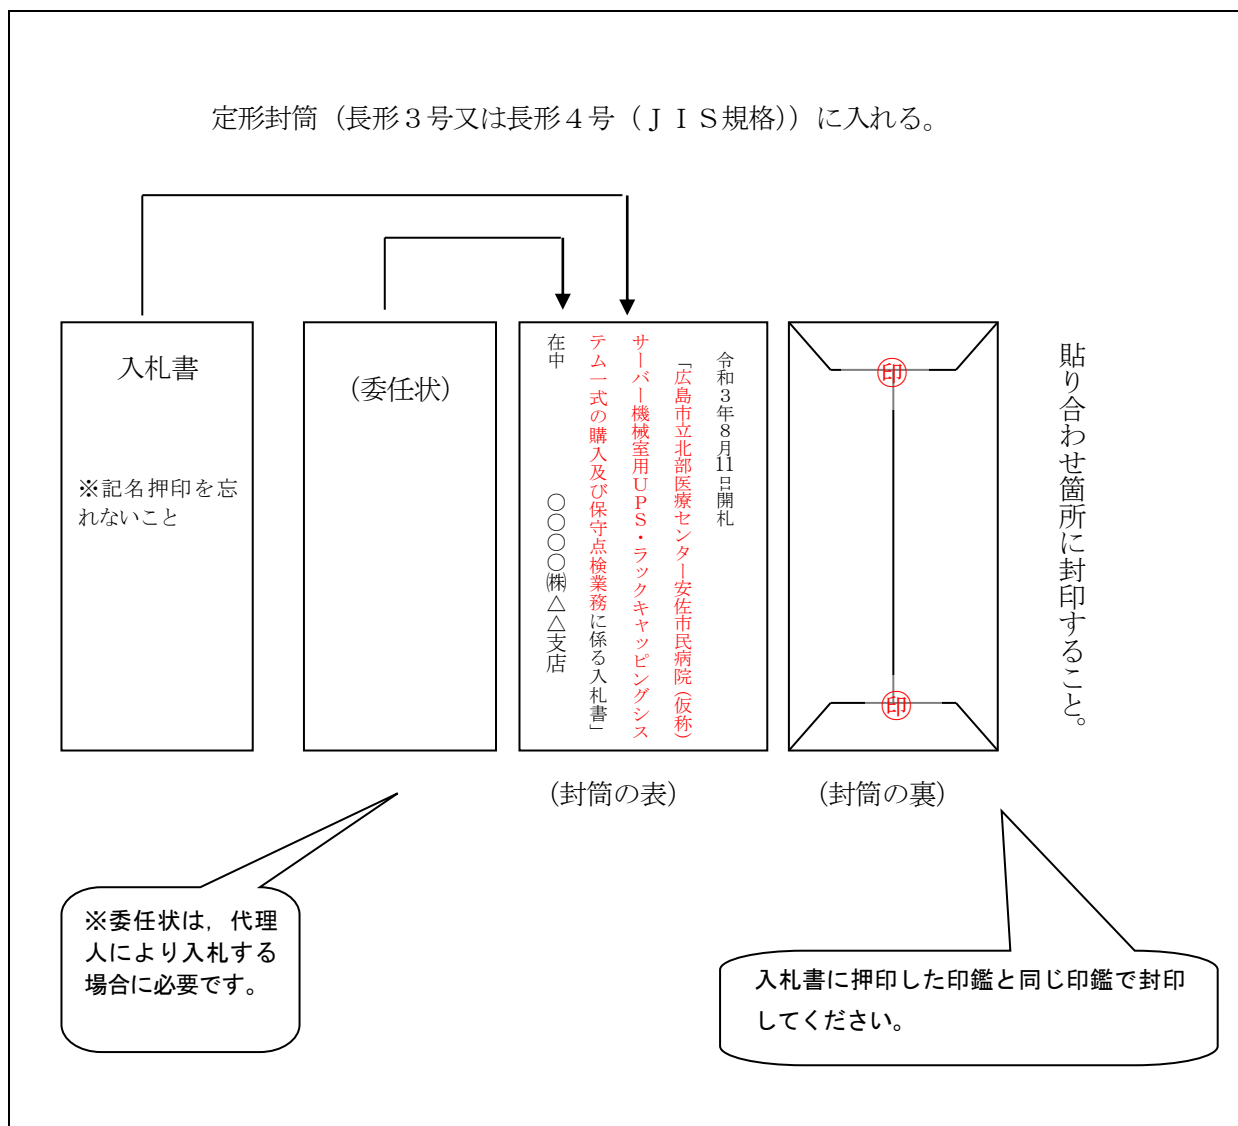 定形封筒（長形３号又は長形４号（ＪＩＳ規格））に入れる。
入札書
※記名押印を忘
れないこと
（委任状）
令和３年８月11日開札
「広島市立北部医療センター安佐市民病院（仮称）
サーバー機械室用ＵＰＳ・ラックキャッピングシス
テム一式の購入及び保守点検業務に係る入札書」
在中
〇〇〇〇㈱△△支店
印
印
貼り合わせ箇所に封印すること。
（封筒の表）
（封筒の裏）
※委任状は，代理
人により入札する
場合に必要です。
入札書に押印した印鑑と同じ印鑑で封印
してください。